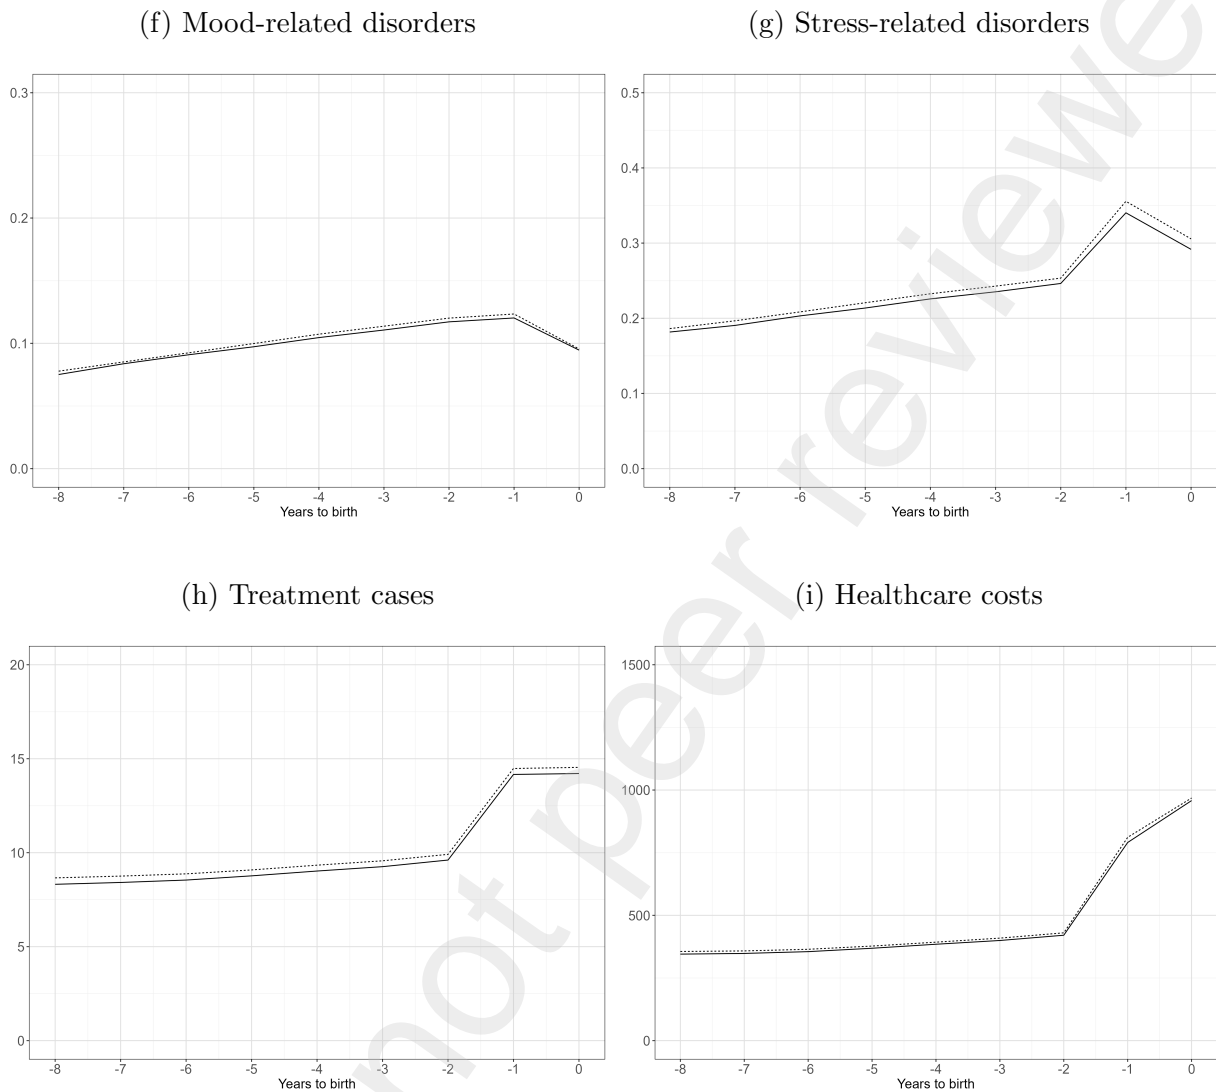 (f) Mood-related disorders
0.3
0.2
0.1
0.0
-8 -7 -6 -5 -4 -3 -2 -1 0
Years to birth
(g) Stress-related disorders
0.5
0.4
0.3
0.2
0.1
0.0
-8 -7 -6 -5 -4 -3 -2 -1 0
Years to birth
(h) Treatment cases
20
15
10
5
0
-8 -7 -6 -5 -4 -3 -2 -1 0
Years to birth
(i) Healthcare costs
1500
1000
500
0
-8 -7 -6 -5 -4 -3 -2 -1 0
Years to birth
not peer reviewe